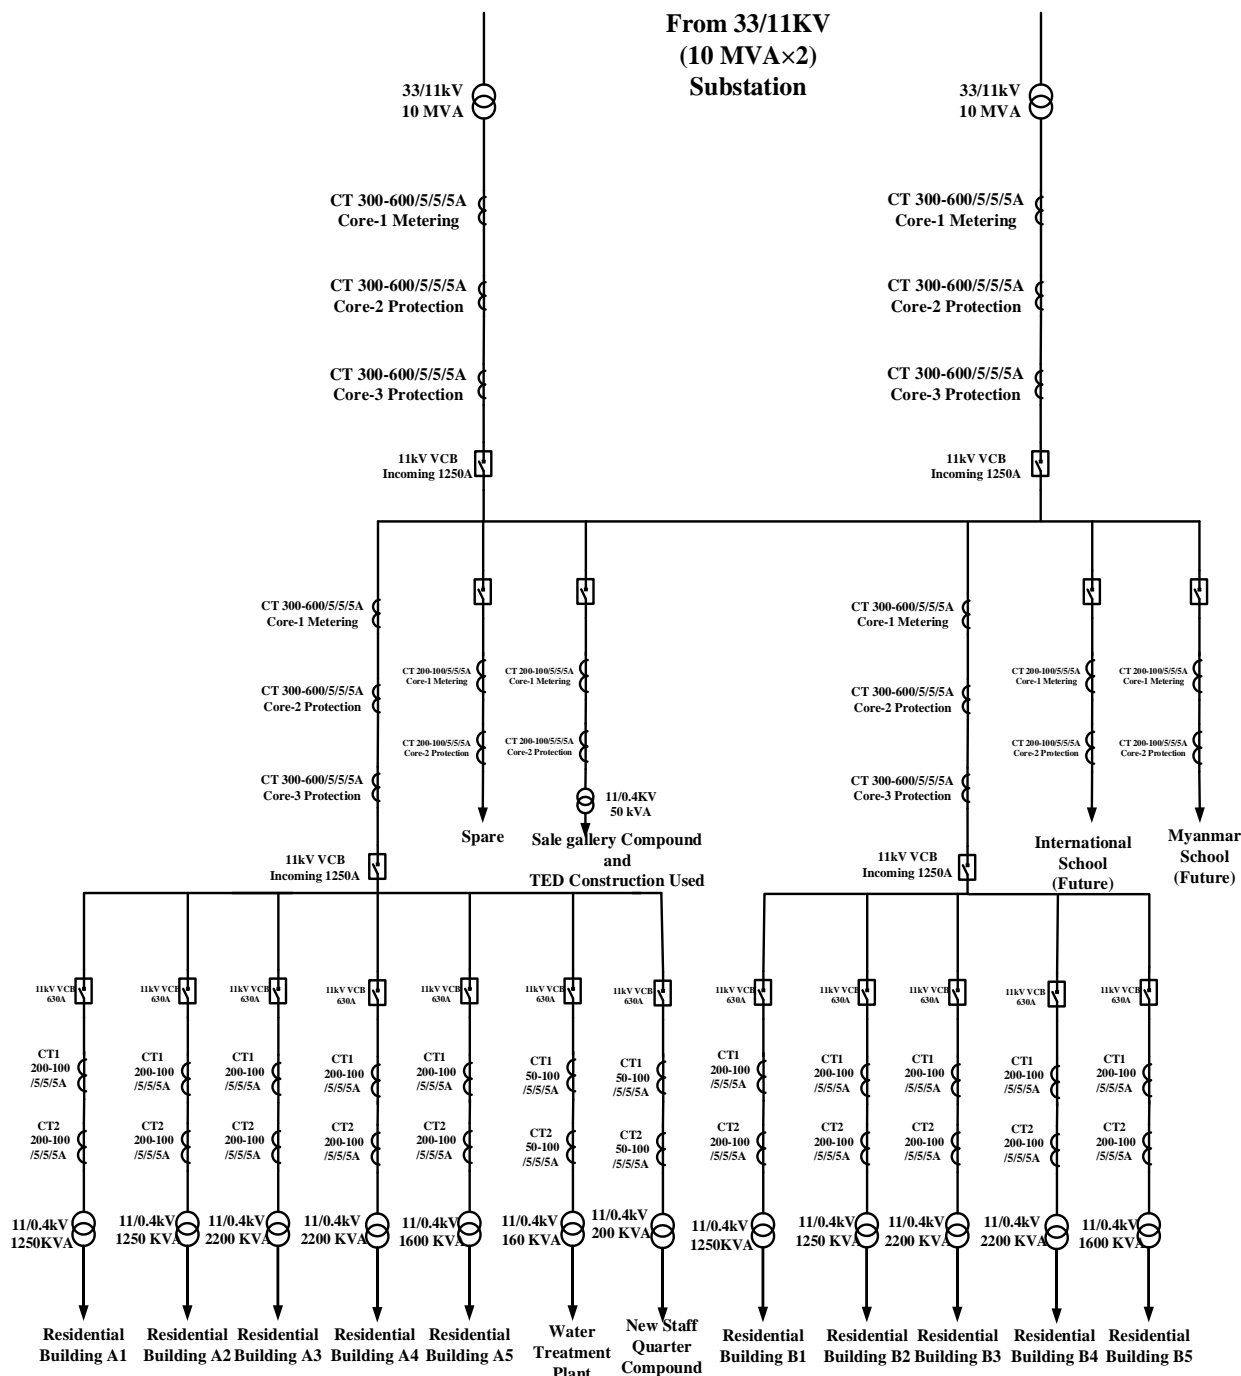 From 33/11KV
(10 MVA×2)
Substation
33/11kV
10 MVA
33/11kV
10 MVA
CT 300-600/5/5/5A
Core-1 Metering
CT 300-600/5/5/5A
Core-1 Metering
CT 300-600/5/5/5A
Core-2 Protection
CT 300-600/5/5/5A
Core-2 Protection
CT 300-600/5/5/5A
Core-3 Protection
CT 300-600/5/5/5A
Core-3 Protection
11kV VCB
Incoming 1250A
11kV VCB
Incoming 1250A
CT 300-600/5/5/5A
Core-1 Metering
CT 300-600/5/5/5A
Core-2 Protection
CT 300-600/5/5/5A
Core-3 Protection
CT 200-100/5/5/5A
Core-1 Metering
CT 200-100/5/5/5A
Core-2 Protection
Spare
CT 200-100/5/5/5A
Core-1 Metering
CT 200-100/5/5/5A
Core-2 Protection
11/0.4KV
50 kVA
Sale gallery Compound
and
TED Construction Used
CT 300-600/5/5/5A
Core-1 Metering
CT 300-600/5/5/5A
Core-2 Protection
CT 300-600/5/5/5A
Core-3 Protection
CT 200-100/5/5/5A
Core-1 Metering
CT 200-100/5/5/5A
Core-2 Protection
International
School
(Future)
CT 200-100/5/5/5A
Core-1 Metering
CT 200-100/5/5/5A
Core-2 Protection
Myanmar
School
(Future)
11kV VCB
Incoming 1250A
11kV VCB
Incoming 1250A
11kV VCB
630A
CT1
200-100
/5/5/5A
CT2
200-100
/5/5/5A
11/0.4kV
1250KVA
Residential
Building A1
11kV VCB
630A
CT1
200-100
/5/5/5A
CT2
200-100
/5/5/5A
11/0.4kV
1250 KVA
Residential
Building A2
11kV VCB
630A
CT1
200-100
/5/5/5A
CT2
200-100
/5/5/5A
11/0.4kV
2200 KVA
Residential
Building A3
11kV VCB
630A
CT1
200-100
/5/5/5A
CT2
200-100
/5/5/5A
11/0.4kV
2200 KVA
Residential
Building A4
11kV VCB
630A
CT1
200-100
/5/5/5A
CT2
200-100
/5/5/5A
11/0.4kV
1600 KVA
Residential
Building A5
11kV VCB
630A
CT1
50-100
/5/5/5A
CT2
50-100
/5/5/5A
11/0.4kV
160 KVA
Water
Treatment
Plant
11kV VCB
630A
CT1
50-100
/5/5/5A
CT2
50-100
/5/5/5A
11/0.4kV
200 KVA
New Staff
Quarter
Compound
11kV VCB
630A
CT1
200-100
/5/5/5A
CT2
200-100
/5/5/5A
11/0.4kV
1250KVA
Residential
Building B1
11kV VCB
630A
CT1
200-100
/5/5/5A
CT2
200-100
/5/5/5A
11/0.4kV
1250 KVA
Residential
Building B2
11kV VCB
630A
CT1
200-100
/5/5/5A
CT2
200-100
/5/5/5A
11/0.4kV
2200 KVA
Residential
Building B3
11kV VCB
630A
CT1
200-100
/5/5/5A
CT2
200-100
/5/5/5A
11/0.4kV
2200 KVA
Residential
Building B4
11kV VCB
630A
CT1
200-100
/5/5/5A
CT2
200-100
/5/5/5A
11/0.4kV
1600 KVA
Residential
Building B5